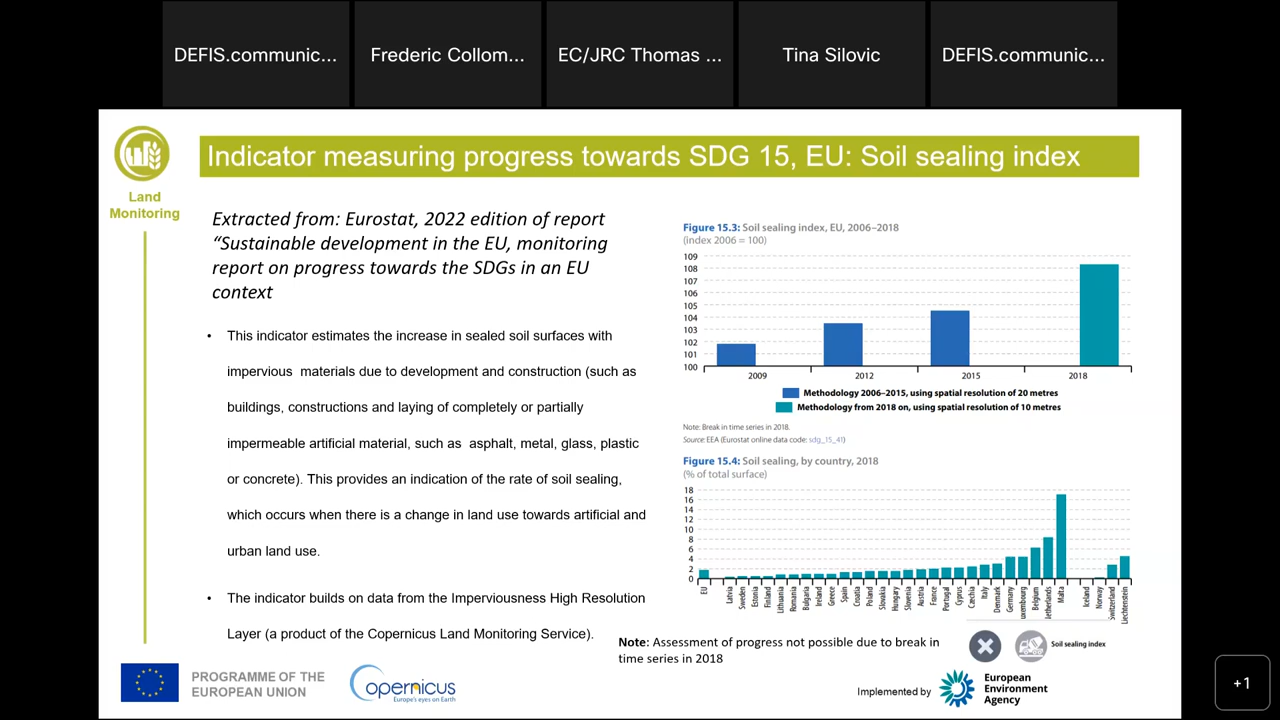 DEFIS.communic...
Frederic Collom...
EC/JRC Thomas ...
Tina Silovic
DEFIS.communic...
Indicator measuring progress towards SDG 15, EU: Soil sealing index
Land
Monitoring
Extracted from: Eurostat, 2022 edition of report
“Sustainable development in the EU, monitoring
report on progress towards the SDGs in an EU
context
• This indicator estimates the increase in sealed soil surfaces with
impervious materials due to development and construction (such as
buildings, constructions and laying of completely or partially
impermeable artificial material, such as asphalt, metal, glass, plastic
or concrete). This provides an indication of the rate of soil sealing,
which occurs when there is a change in land use towards artificial and
urban land use.
• The indicator builds on data from the Imperviousness High Resolution
Layer (a product of the Copernicus Land Monitoring Service).
Figure 15.3: Soil sealing index, EU, 2006–2018
(index 2006 = 100)
109
108
107
106
105
104
103
102
101
100
2009
2012
2015
2018
Methodology 2006–2015, using spatial resolution of 20 metres
Methodology from 2018 on, using spatial resolution of 10 metres
Note: Break in time series in 2018.
Source: EEA (Eurostat online data code: sdg_15_41)
Figure 15.4: Soil sealing, by country, 2018
(% of total surface)
18
16
14
12
10
8
6
4
2
0
EU
Latvia
Sweden
Estonia
Finland
Lithuania
Romania
Bulgaria
Ireland
Greece
Spain
Croatia
Poland
Slovakia
Hungary
Slovenia
Austria
France
Portugal
Cyprus
Czechia
Italy
Denmark
Germany
uxembourg
Belgium
letherlands
Malta
Iceland
Norway
Switzerland
Liechtenstein
Note: Assessment of progress not possible due to break in
time series in 2018
Soil sealing index
PROGRAMME OF THE
EUROPEAN UNION
opernicus
Europe's eyes on Earth
Implemented by
European
Environment
Agency
+1